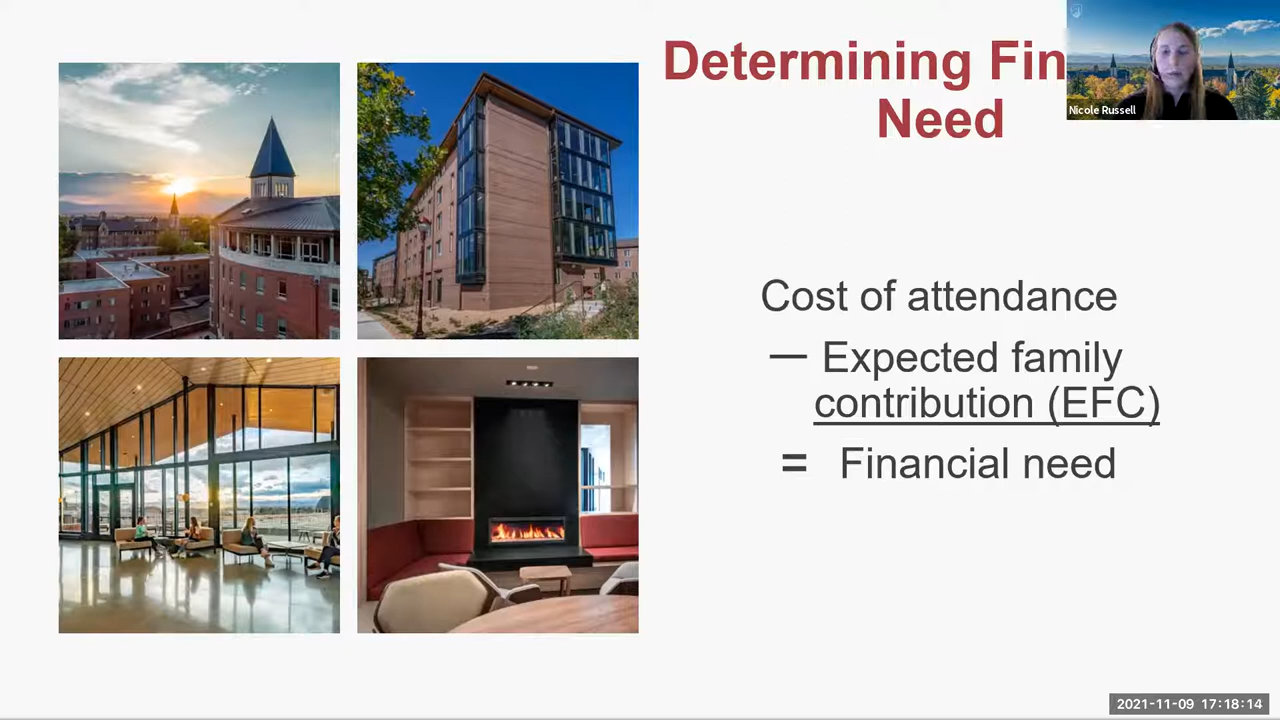 Determining Fin
Need
Nicole Russell
Cost of attendance
— Expected family
contribution (EFC)
= Financial need
2021-11-09 17:18:14